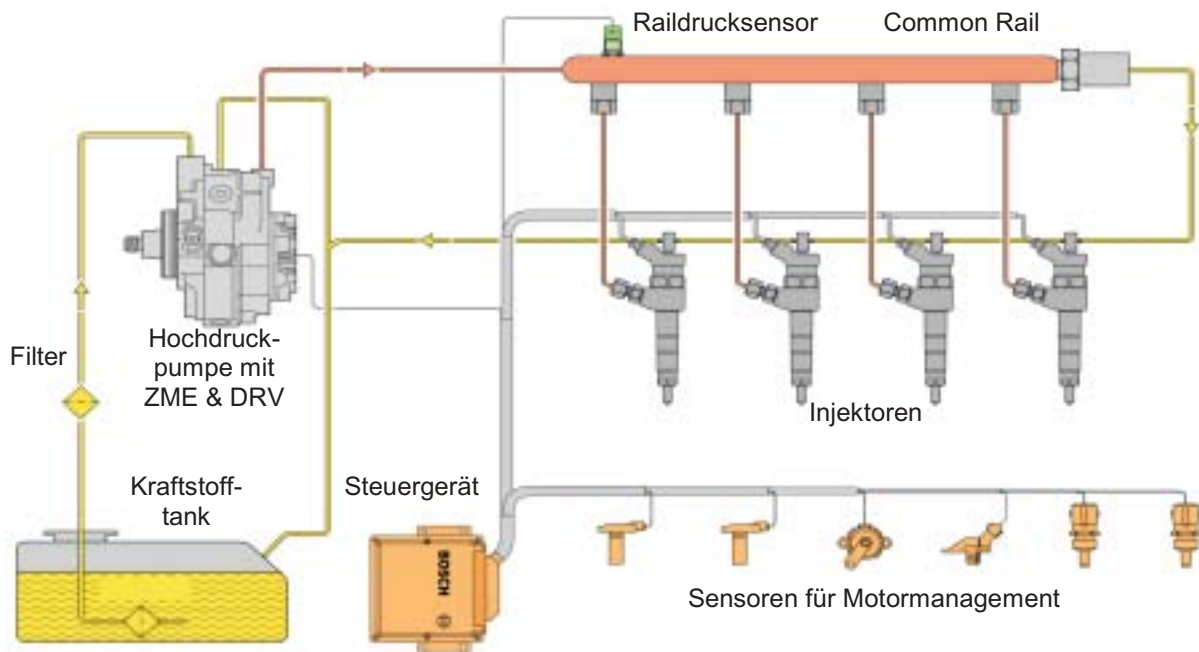 Raildrucksensor
Common Rail
Hochdruck-
pumpe mit
ZME & DRV
Filter
Injektoren
Kraftstoff-
tank
Steuergerät
BOSCH
Sensoren für Motormanagement